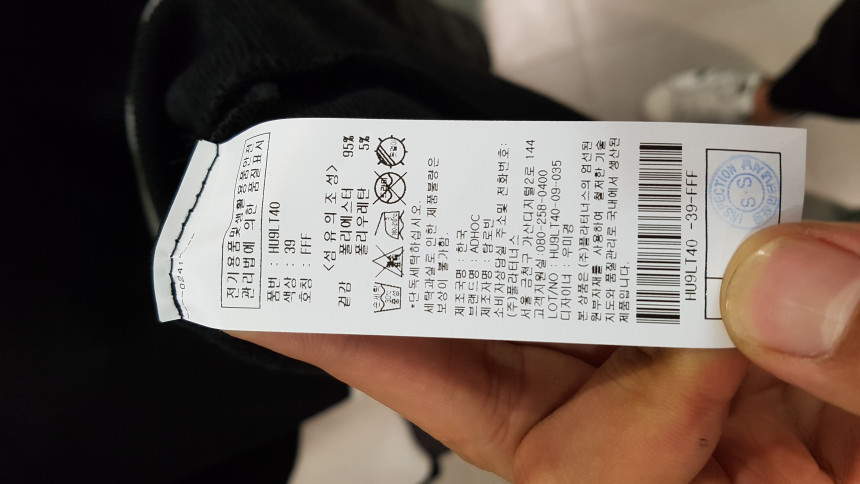 전기용품및생활용품안전
관리법에 의한 품질표시
품번 : HU9LT40
색상 : 39
호칭 : FFF
<섬유의 조성>
겉감 폴리에스터 95%
폴리우레탄 5%
*단독세탁하십시오.
세탁과실로 인한 제품불량은
보상이 불가함
제조국명 : 한국
브랜드명 : ADHOC
제조자명 : 탑로빈
소비자상담실 주소및 전화번호:
(주)플라터너스
서울 금천구 가산디지털2로 144
고객지원실:080-258-0400
LOT/NO : HU9LT40-09-035
디자이너 : 우미경
본 상품은 (주)플라터너스의 엄선된
원부자재를 사용하여 철저한 기술
지도와 품질관리로 국내에서 생산된
제품입니다.
HU9LT40 -39-FFF
INSPECTION
S·S